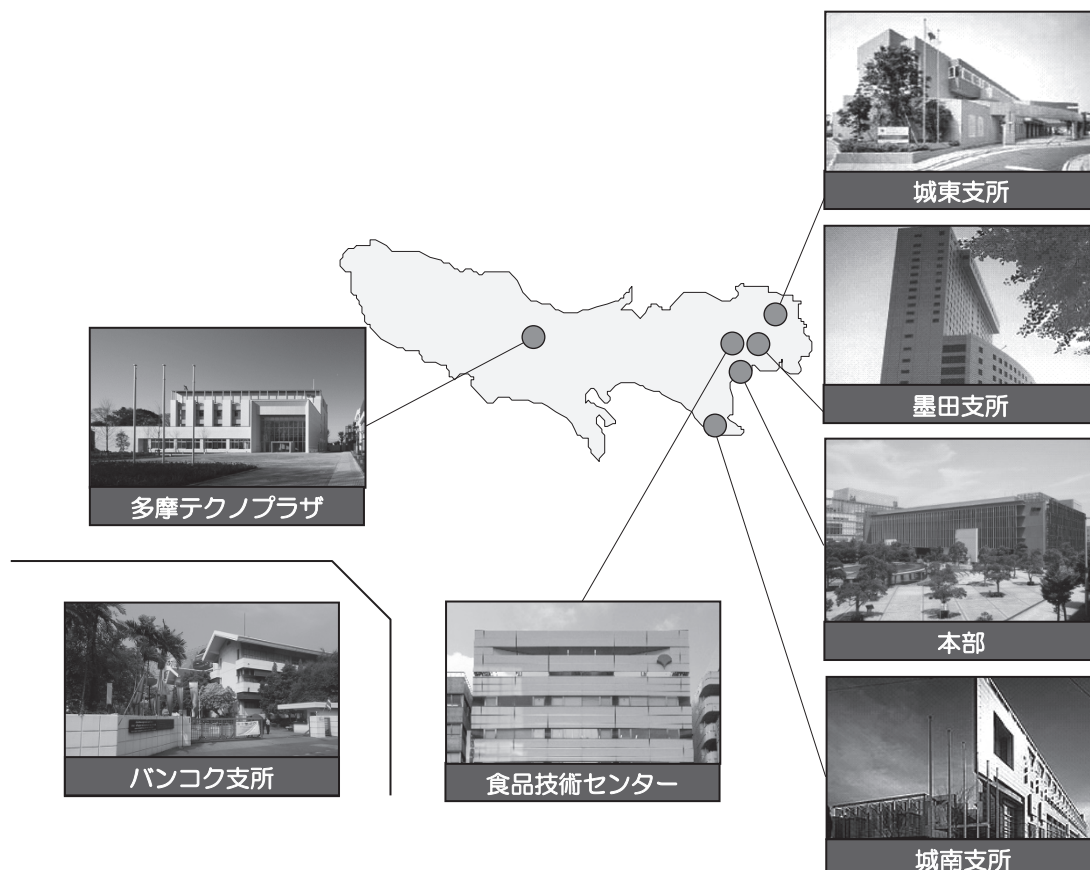 城東支所
墨田支所
多摩テクノプラザ
本部
バンコク支所
食品技術センター
城南支所